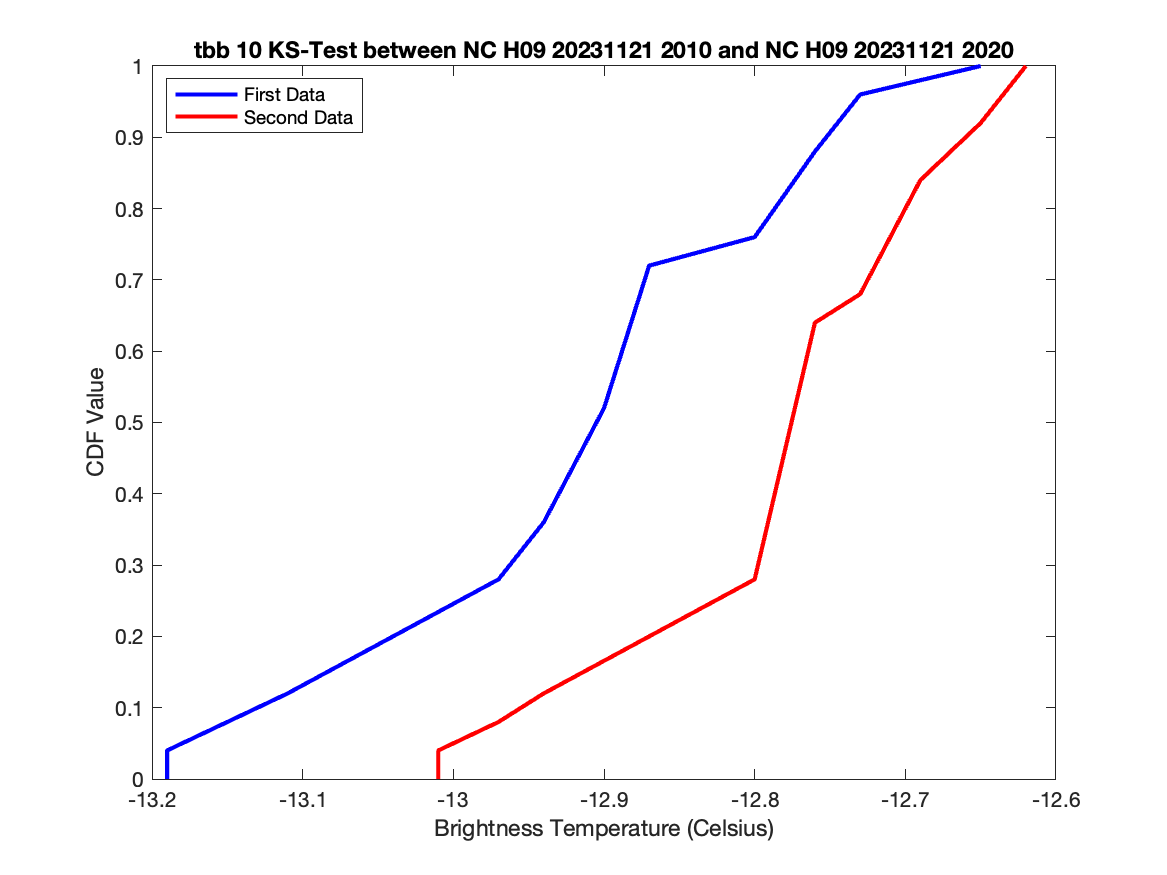 tbb 10 KS-Test between NC H09 20231121 2010 and NC H09 20231121 2020
First Data
Second Data
1
0.9
0.8
0.7
0.6
0.5
0.4
0.3
0.2
0.1
0
CDF Value
-13.2 -13.1 -13 -12.9 -12.8 -12.7 -12.6
Brightness Temperature (Celsius)